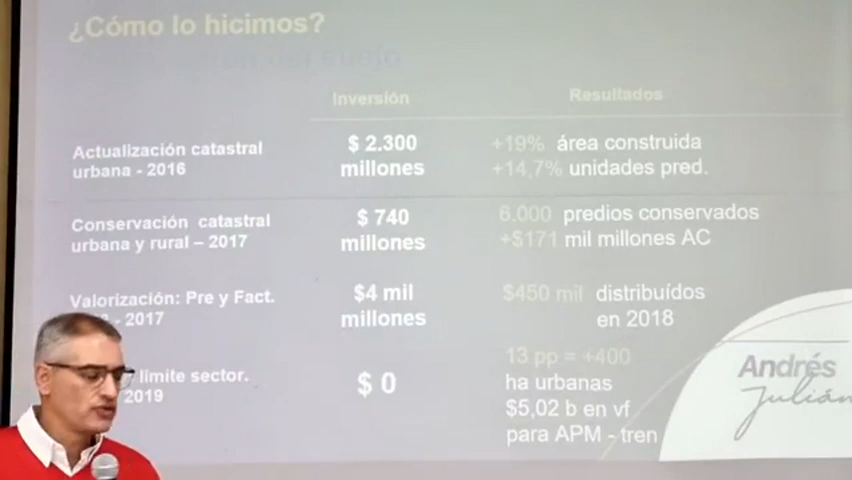 ¿Cómo lo hicimos?
Inversión
Resultados
Actualización catastral
urbana - 2016
$ 2.300
millones
+19% área construida
+14,7% unidades pred.
Conservación catastral
urbana y rural – 2017
$ 740
millones
6.000 predios conservados
+$171 mil millones AC
Valorización: Pre y Fact.
- 2017
$4 mil
millones
$450 mil distribuídos
en 2018
limite sector.
2019
$ 0
13 pp = +400
ha urbanas
$5,02 b en vf
para APM - tren
Andrés
Julián